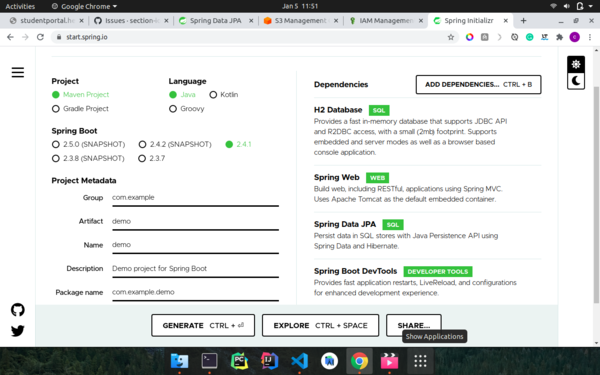 Activities Google Chrome Jan 5 11:51
studentportal.he Issues · section-i Spring Data JPA S3 Management IAM Managemen Spring Initializr
start.spring.io
Project Language
Maven Project Java Kotlin
Gradle Project Groovy
Spring Boot
2.5.0 (SNAPSHOT) 2.4.2 (SNAPSHOT) 2.4.1
2.3.8 (SNAPSHOT) 2.3.7
Project Metadata
Group com.example
Artifact demo
Name demo
Description Demo project for Spring Boot
Package name com.example.demo
Dependencies ADD DEPENDENCIES... CTRL + B
H2 Database SQL
Provides a fast in-memory database that supports JDBC API
and R2DBC access, with a small (2mb) footprint. Supports
embedded and server modes as well as a browser based
console application.
Spring Web WEB
Build web, including RESTful, applications using Spring MVC.
Uses Apache Tomcat as the default embedded container.
Spring Data JPA SQL
Persist data in SQL stores with Java Persistence API using
Spring Data and Hibernate.
Spring Boot DevTools DEVELOPER TOOLS
Provides fast application restarts, LiveReload, and configurations
for enhanced development experience.
GENERATE CTRL + ⏎ EXPLORE CTRL + SPACE SHARE...
Show Applications